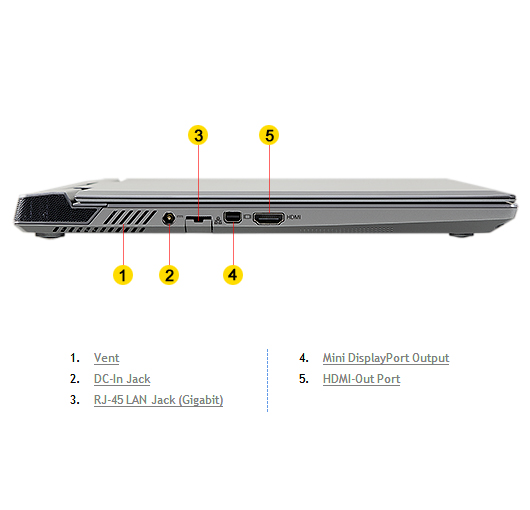 3
5
HDMI
1
2
4
1. Vent
2. DC-In Jack
3. RJ-45 LAN Jack (Gigabit)
4. Mini DisplayPort Output
5. HDMI-Out Port